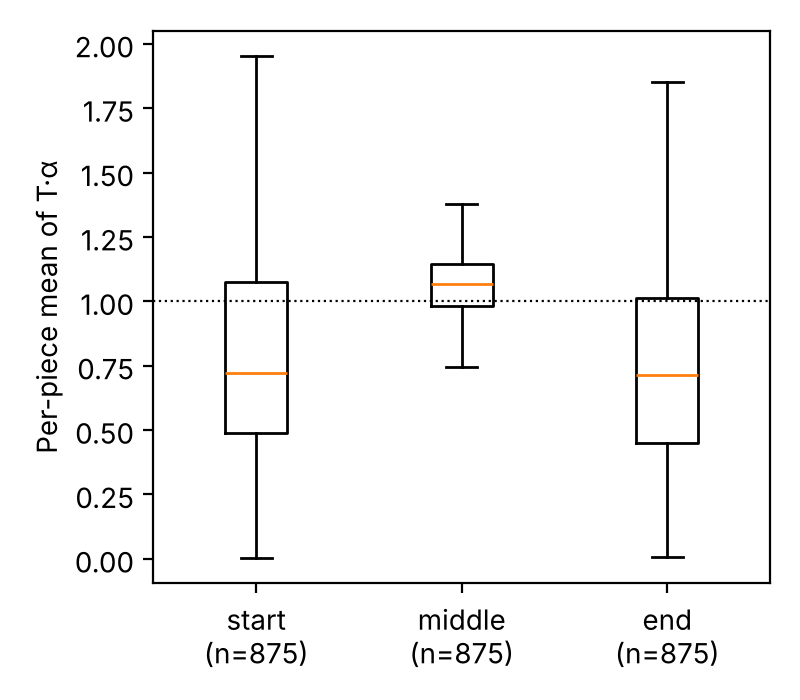 Per-piece mean of T·α
2.00
1.75
1.50
1.25
1.00
0.75
0.50
0.25
0.00
start
(n=875)
middle
(n=875)
end
(n=875)